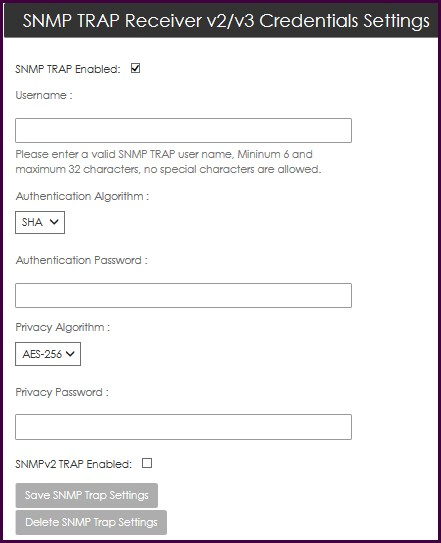 SNMP TRAP Receiver v2/v3 Credentials Settings
SNMP TRAP Enabled:
Username :
Please enter a valid SNMP TRAP user name, Mininum 6 and
maximum 32 characters, no special characters are allowed.
Authentication Algorithm :
SHA
Authentication Password :
Privacy Algorithm :
AES-256
Privacy Password :
SNMPv2 TRAP Enabled:
Save SNMP Trap Settings
Delete SNMP Trap Settings